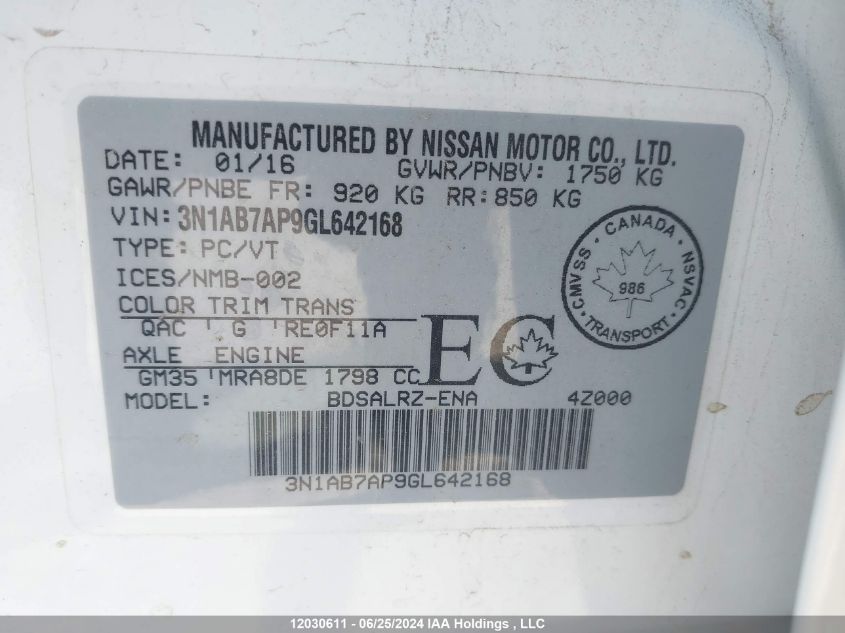 MANUFACTURED BY NISSAN MOTOR CO., LTD.
DATE: 01/16 GVWR/PNBV: 1750 KG
GAWR/PNBE FR: 920 KG RR:850 KG
VIN: 3N1AB7AP9GL642168
TYPE: PC/VT
ICES/NMB-002
COLOR TRIM TRANS
QAC G RE0F11A
AXLE ENGINE
GM35 MRA8DE 1798 CC
EC
MODEL: BDSALRZ-ENA 4Z000
3N1AB7AP9GL642168
CANADA
CMVSS
NSVAC
986
TRANSPORT
12030611 - 06/25/2024 IAA Holdings , LLC